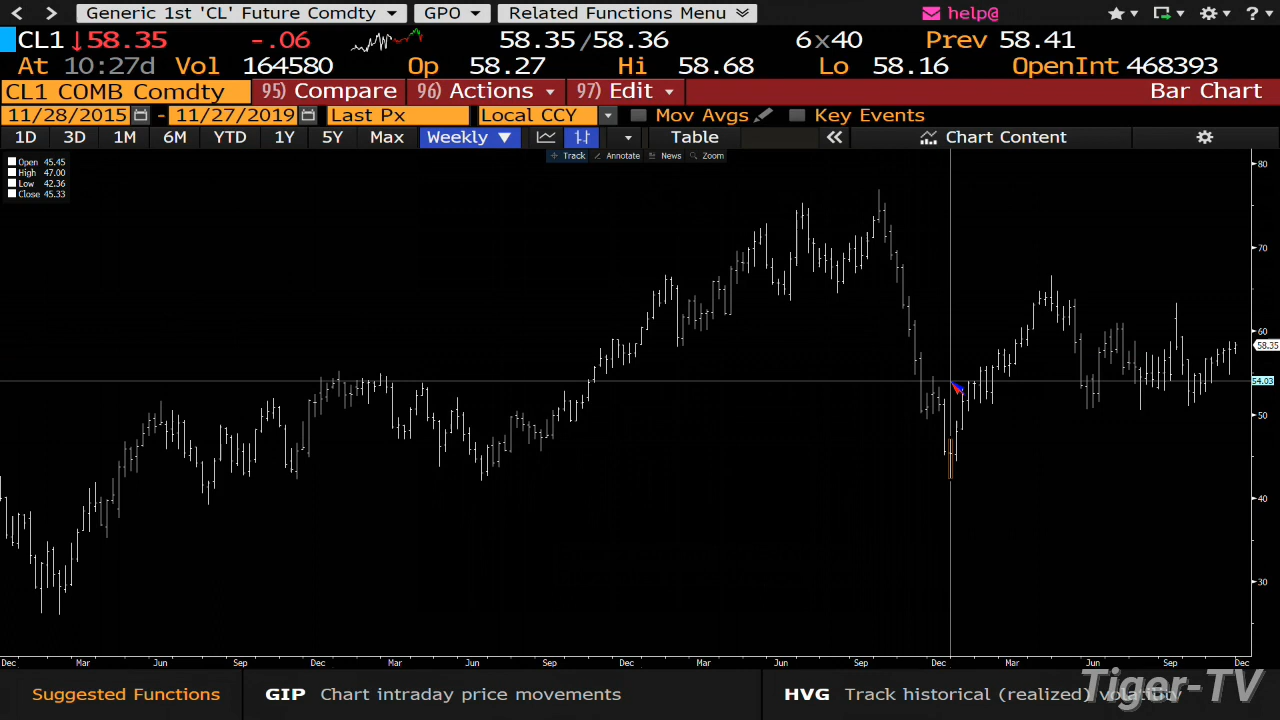 Generic 1st 'CL' Future Comdty GPO Related Functions Menu help@ ?
CL1 ↓58.35 -.06 58.35/58.36 6x40 Prev 58.41
At 10:27d Vol 164580 Op 58.27 Hi 58.68 Lo 58.16 OpenInt 468393
CL1 COMB Comdty 95) Compare 96) Actions 97) Edit Bar Chart
11/28/2015 - 11/27/2019 Last Px Local CCY Mov Avgs Key Events
1D 3D 1M 6M YTD 1Y 5Y Max Weekly ▼ Table « Chart Content
Track Annotate News Zoom
Open 45.45
High 47.00
Low 42.36
Close 45.33
80
70
60
58.35
54.03
50
40
30
Dec Mar Jun Sep Dec Mar Jun Sep Dec Mar Jun Sep Dec Mar Jun Sep Dec
Suggested Functions GIP Chart intraday price movements HVG Track historical (realized) volatility
Tiger-TV